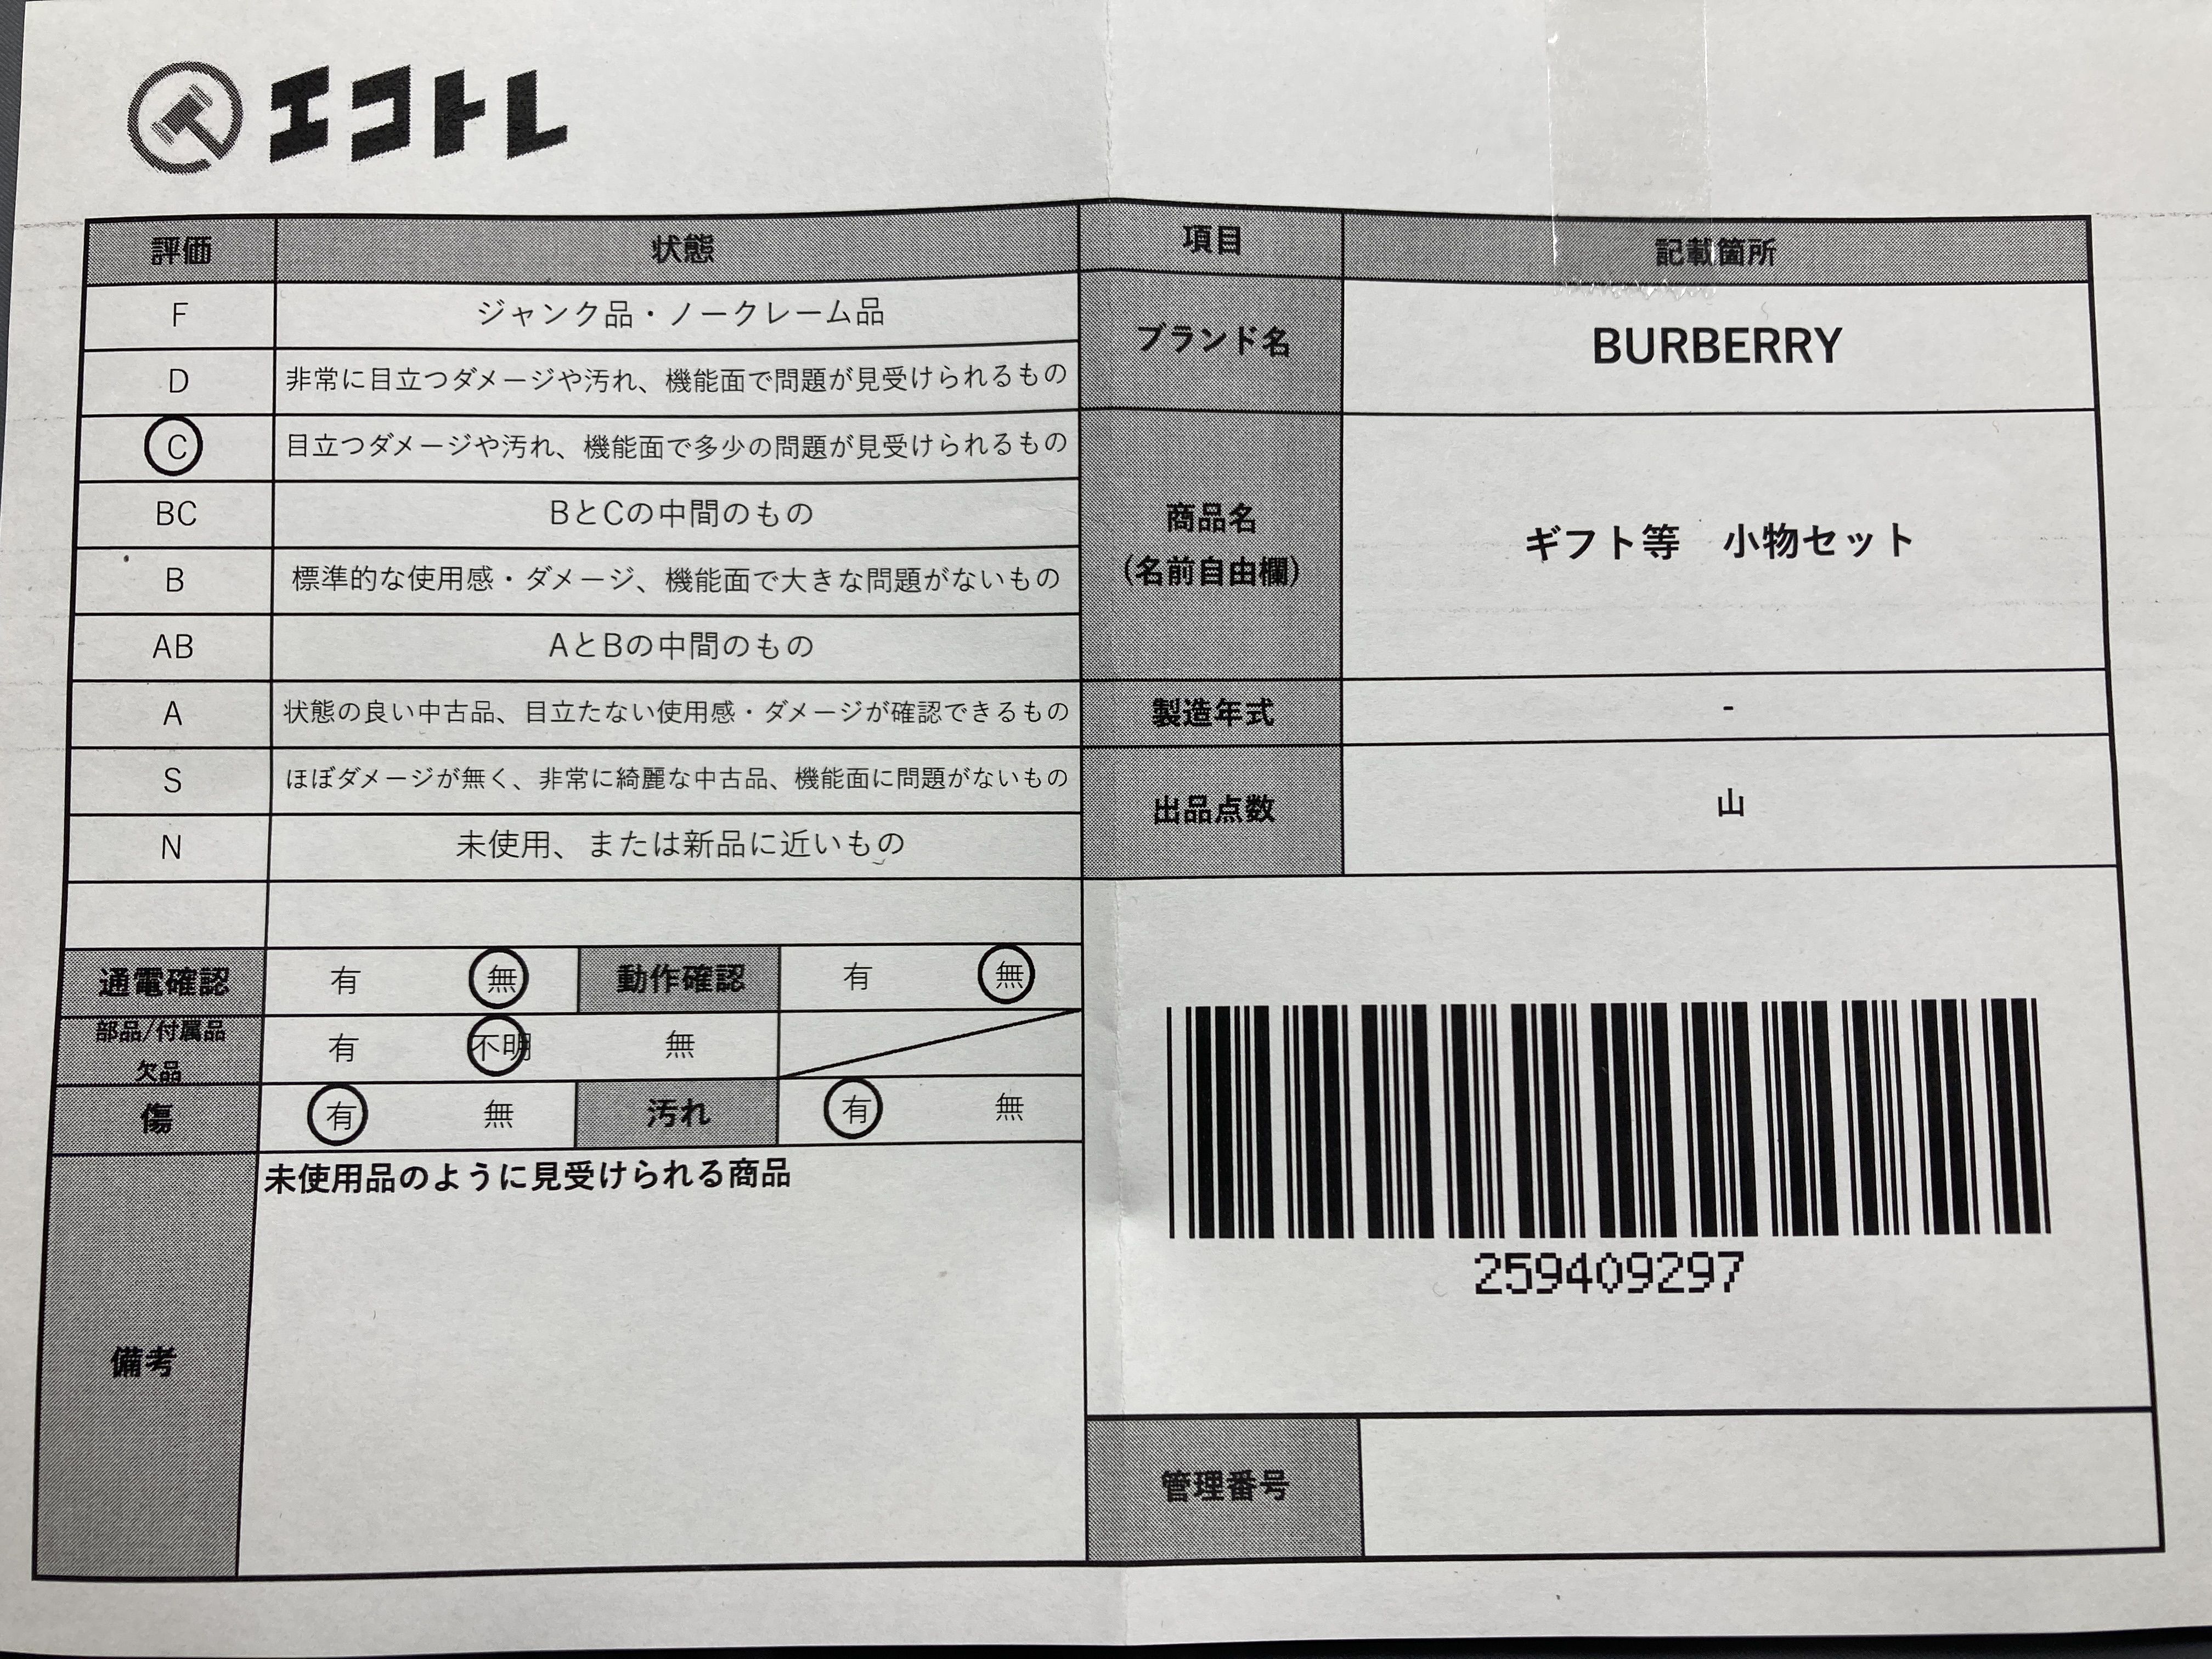 エコトレ
評価 状態
F ジャンク品・ノークレーム品
D 非常に目立つダメージや汚れ、機能面で問題が見受けられるもの
C 目立つダメージや汚れ、機能面で多少の問題が見受けられるもの
BC BとCの中間のもの
B 標準的な使用感・ダメージ、機能面で大きな問題がないもの
AB AとBの中間のもの
A 状態の良い中古品、目立たない使用感・ダメージが確認できるもの
S ほぼダメージが無く、非常に綺麗な中古品、機能面に問題がないもの
N 未使用、または新品に近いもの
通電確認 有 無 動作確認 有 無
部品/付属品
欠品
有 不明 無
傷 有 無 汚れ 有 無
備考
未使用品のように見受けられる商品
項目 記載箇所
ブランド名 BURBERRY
商品名
(名前自由欄)
ギフト等 小物セット
製造年式 -
出品点数 山
259409297
管理番号